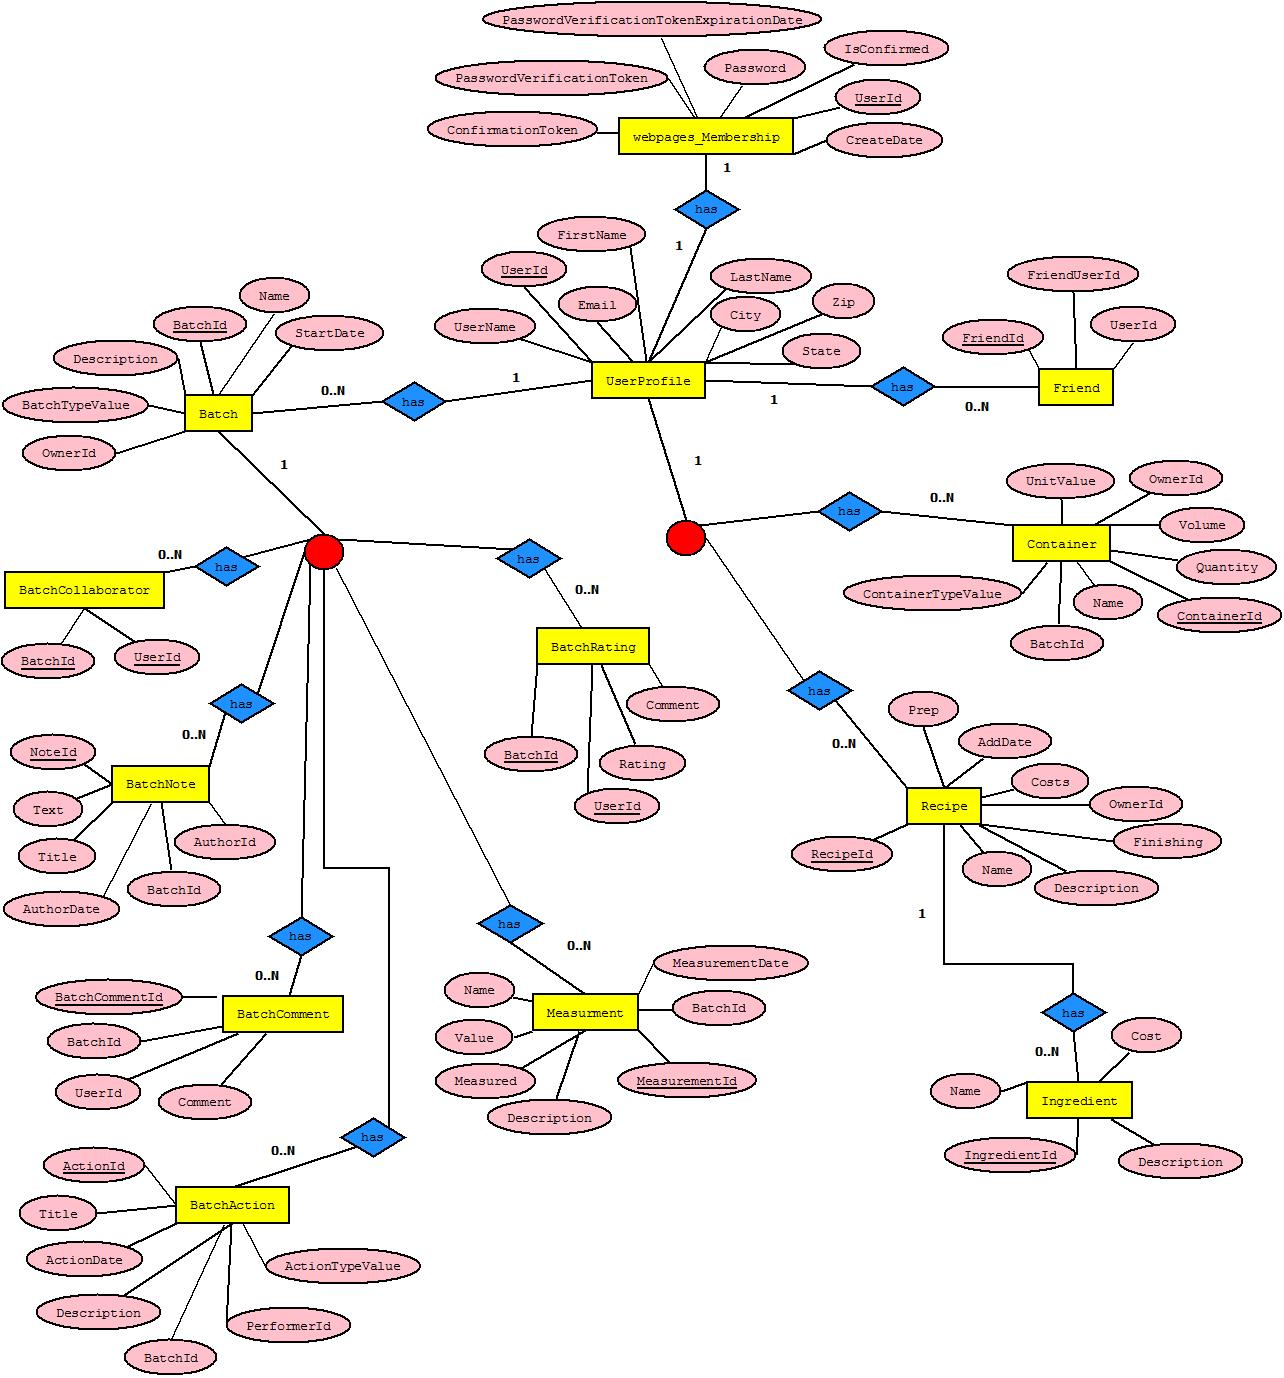 PasswordVerificationTokenExpirationDate
IsConfirmed
Password
PasswordVerificationToken
UserId
ConfirmationToken
webpages_Membership
CreateDate
1
has
1
FirstName
UserId
LastName
FriendUserId
Name
Email
City
Zip
BatchId
UserName
UserId
StartDate
FriendId
State
Description
UserProfile
1
has
Friend
0..N
has
1
0..N
BatchTypeValue
Batch
OwnerId
1
1
UnitValue
OwnerId
0..N
has
Volume
Container
0..N
has
has
Quantity
BatchCollaborator
0..N
ContainerTypeValue
Name
ContainerId
BatchId
BatchRating
BatchId
UserId
has
has
Comment
Prep
0..N
0..N
AddDate
NoteId
BatchId
Rating
Costs
BatchNote
UserId
Recipe
OwnerId
Text
AuthorId
Finishing
Title
RecipeId
Name
BatchId
Description
AuthorDate
1
has
has
0..N
MeasurementDate
0..N
BatchCommentId
Name
BatchId
BatchComment
Measurment
has
BatchId
Value
Cost
0..N
UserId
Measured
MeasurementId
Name
Comment
Ingredient
Description
has
0..N
ActionId
IngredientId
Description
BatchAction
Title
ActionDate
ActionTypeValue
Description
PerformerId
BatchId